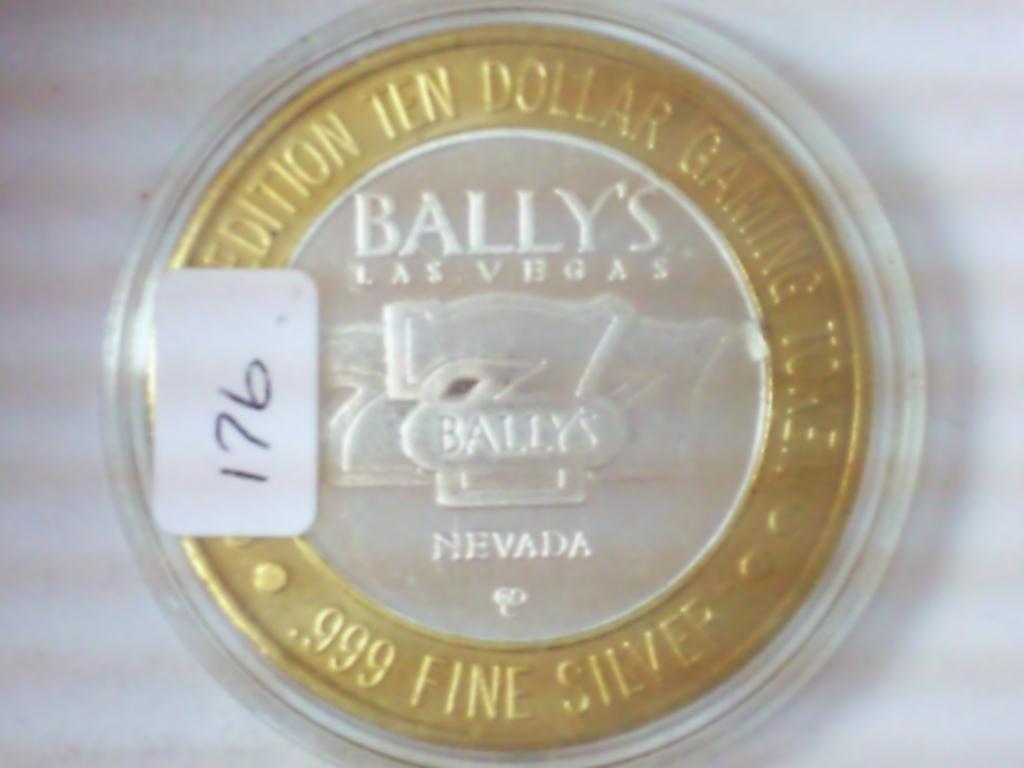 EDITION TEN DOLLAR GAMING TOKEN
BALLY'S
LAS VEGAS
BALLY'S
NEVADA
.999 FINE SILVER
176